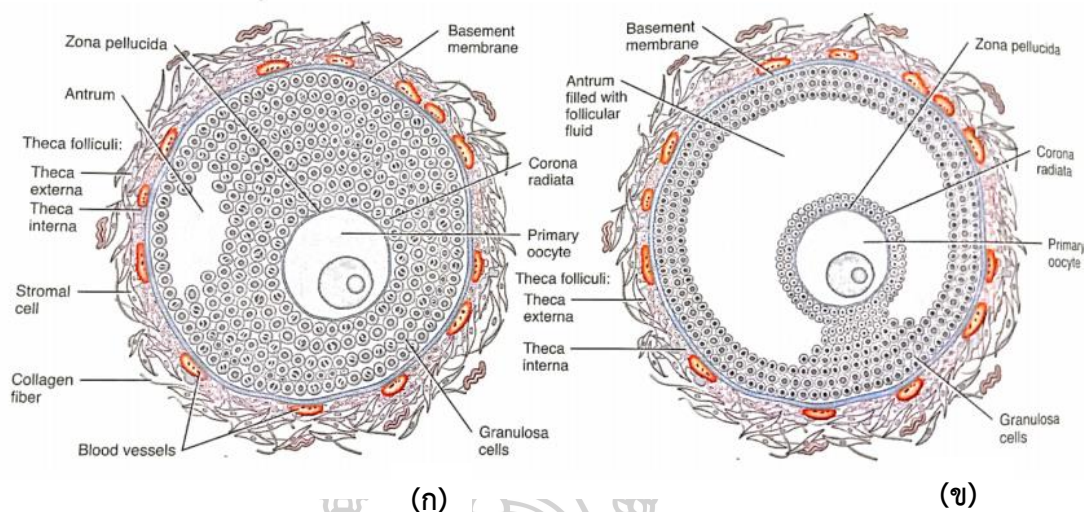 Zona pellucida
Basement
membrane
Antrum
Theca folliculi:
Theca
externa
Theca
interna
Corona
radiata
Primary
oocyte
Stromal
cell
Collagen
fiber
Blood vessels
Granulosa
cells
(ก)
Basement
membrane
Zona pellucida
Antrum
filled with
follicular
fluid
Corona
radiata
Primary
oocyte
Theca folliculi:
Theca
externa
Theca
interna
Granulosa
cells
(ข)